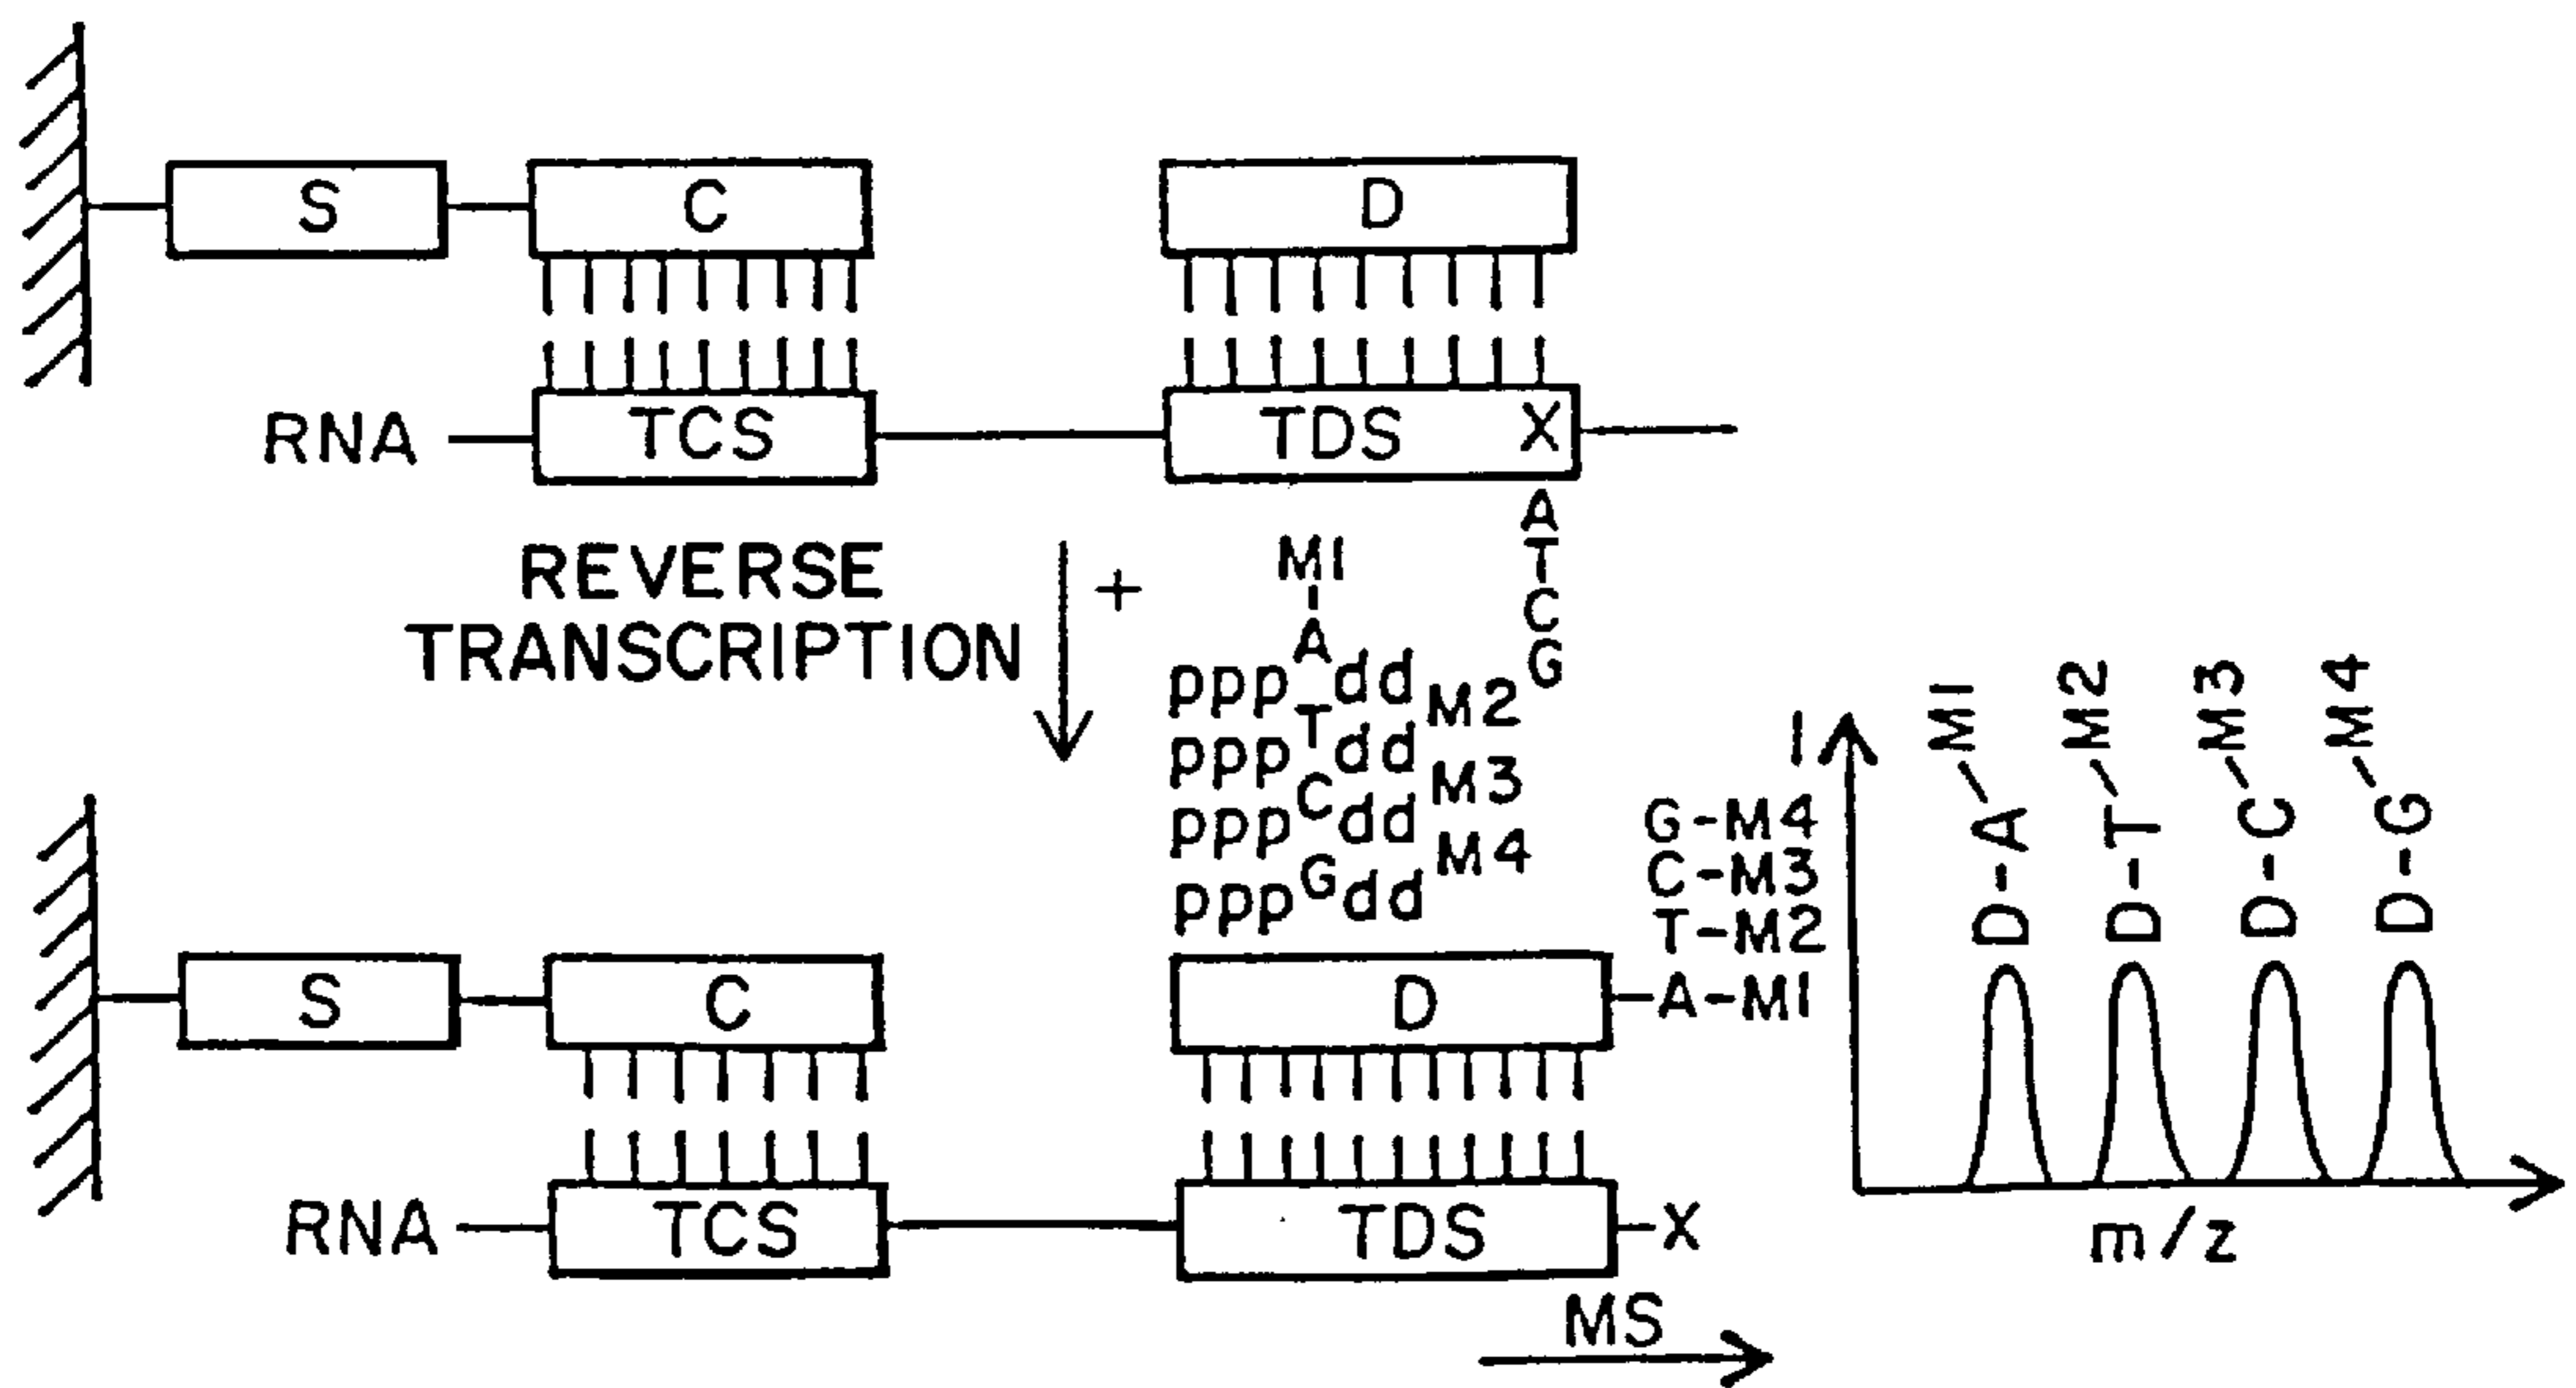 S C D
RNA TCS TDS X
A
T
C
G
REVERSE
TRANSCRIPTION
+
M1
A
pppdd
M2
T
pppdd
M3
C
pppdd
M4
G
pppdd
S C D
G-M4
C-M3
T-M2
A-M1
RNA TCS TDS X
MS
I
D-A-M1
D-T-M2
D-C-M3
D-G-M4
m/z